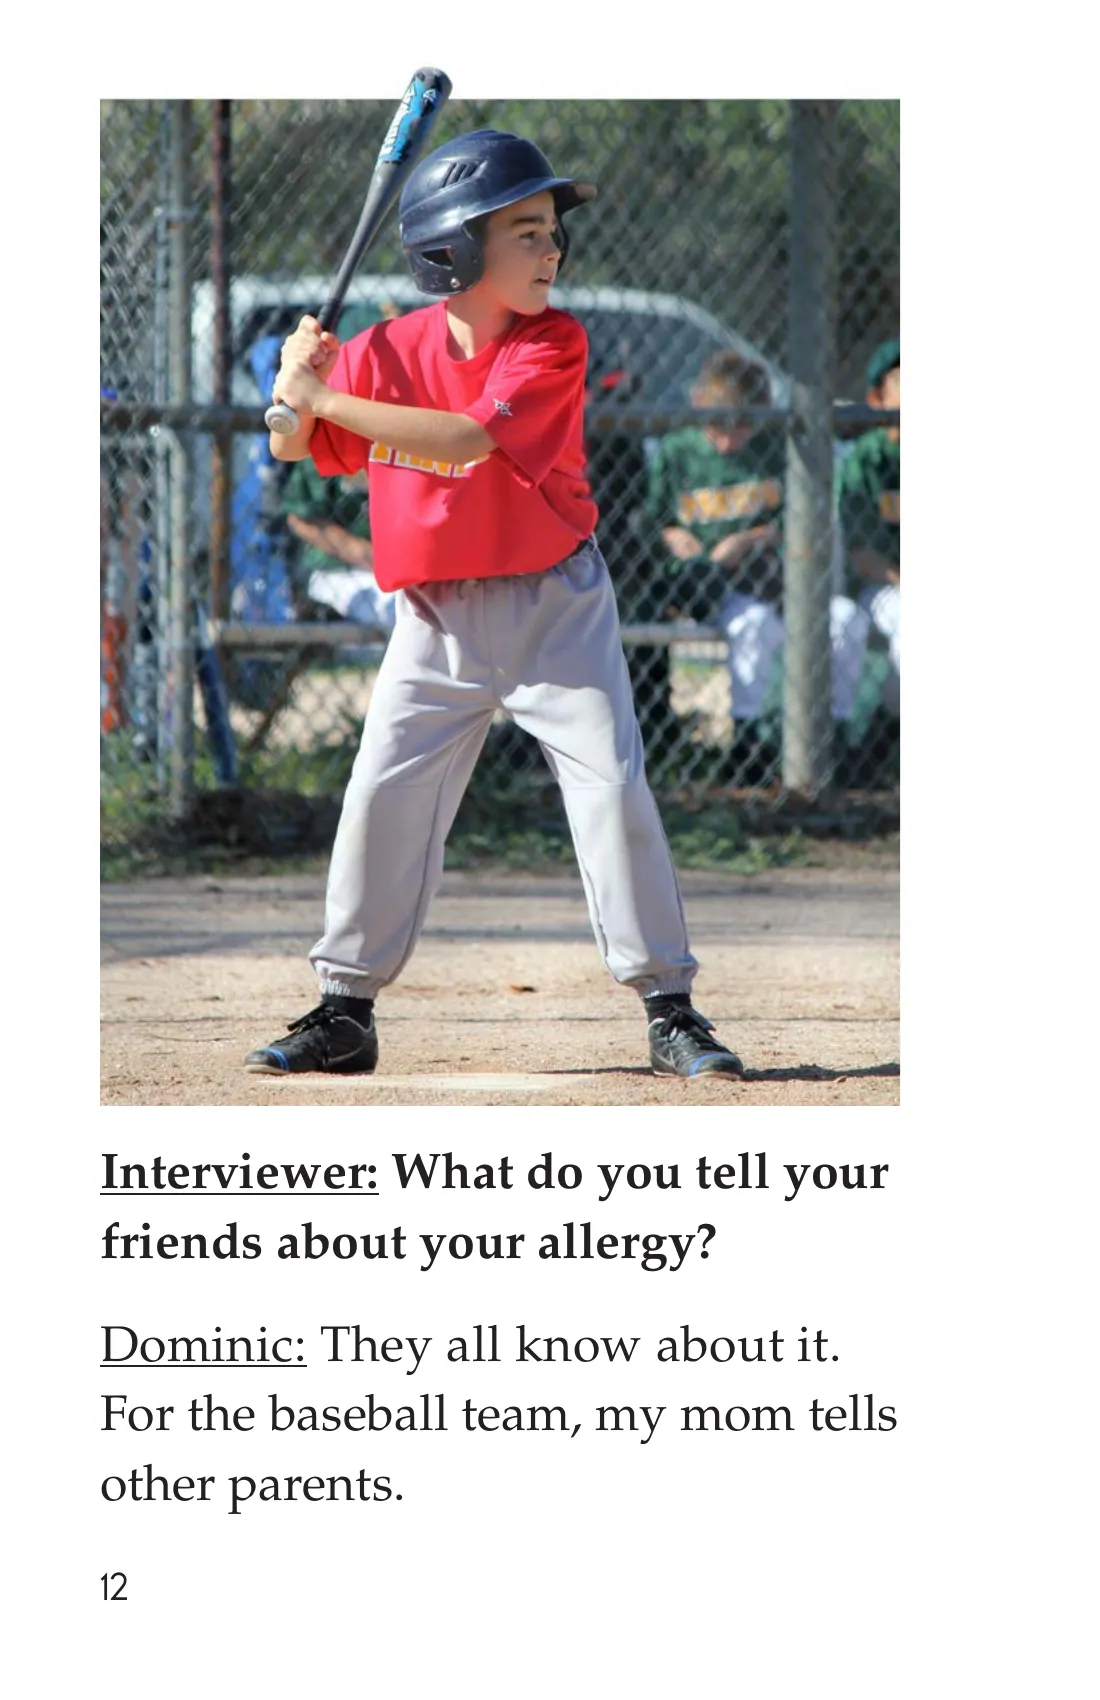 Interviewer: What do you tell your
friends about your allergy?
Dominic: They all know about it.
For the baseball team, my mom tells
other parents.
12